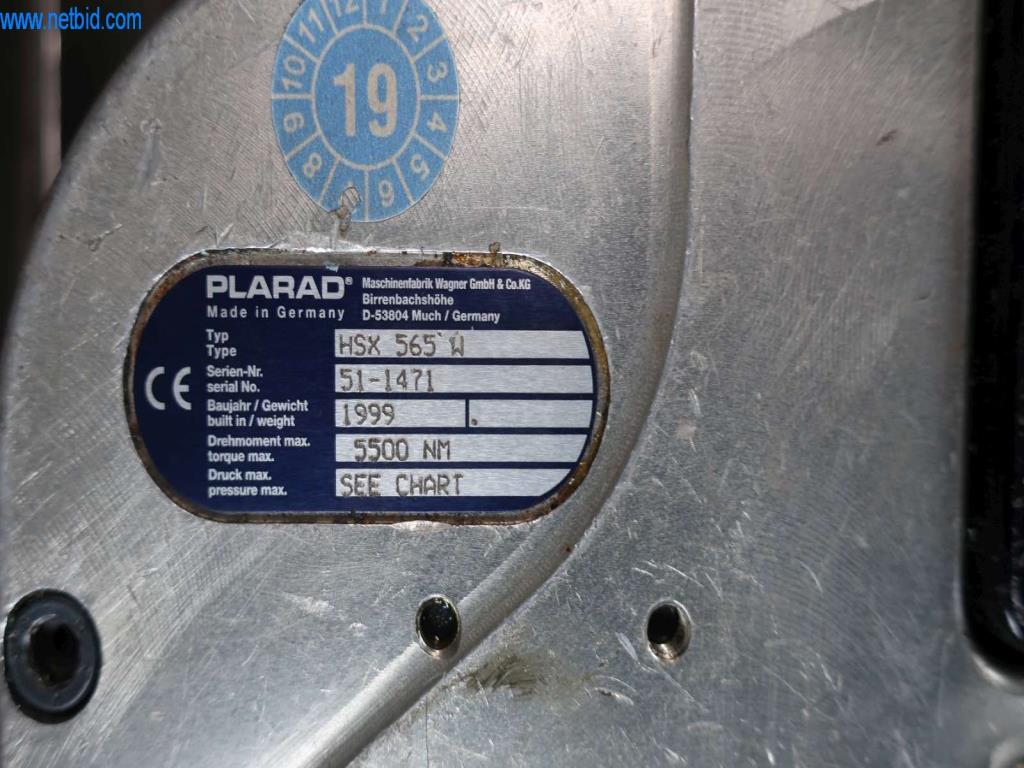 www.netbid.com
12 1 2 3 4 5 6 8 9 10 11
19
PLARAD®
Made in Germany
Maschinenfabrik Wagner GmbH & Co.KG
Birrenbachshöhe
D-53804 Much / Germany
Typ
Type
HSX 565 W
Serien-Nr.
serial No.
51-1471
Baujahr / Gewicht
built in / weight
1999 .
Drehmoment max.
torque max.
5500 NM
Druck max.
pressure max.
SEE CHART
CE